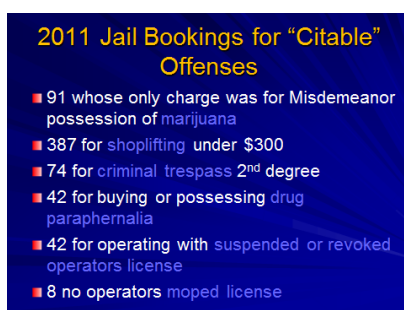 2011 Jail Bookings for “Citable”
Offenses
91 whose only charge was for Misdemeanor
possession of marijuana
387 for shoplifting under $300
74 for criminal trespass 2nd degree
42 for buying or possessing drug
paraphernalia
42 for operating with suspended or revoked
operators license
8 no operators moped license